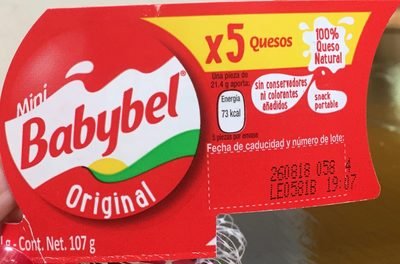 x5 Quesos
100%
Queso
Natural
Una pieza de
21.4 g aporta:
Energía
73 kcal
sin conservadores
ni colorantes
añadidos
snack
portable
5 piezas por envase
Mini
Babybel
Original
Fecha de caducidad y número de lote:
260818 058 4
LE0581B 19:07
g - Cont. Net. 107 g